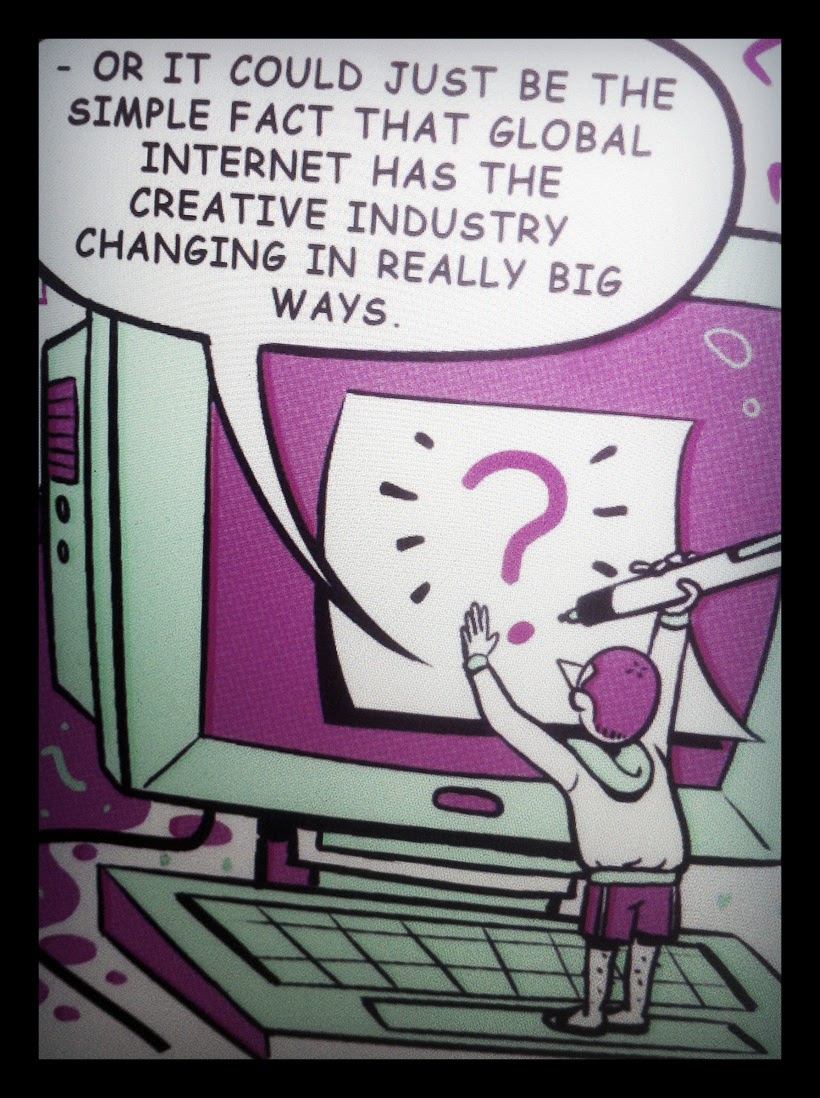 - OR IT COULD JUST BE THE
SIMPLE FACT THAT GLOBAL
INTERNET HAS THE
CREATIVE INDUSTRY
CHANGING IN REALLY BIG
WAYS.
?